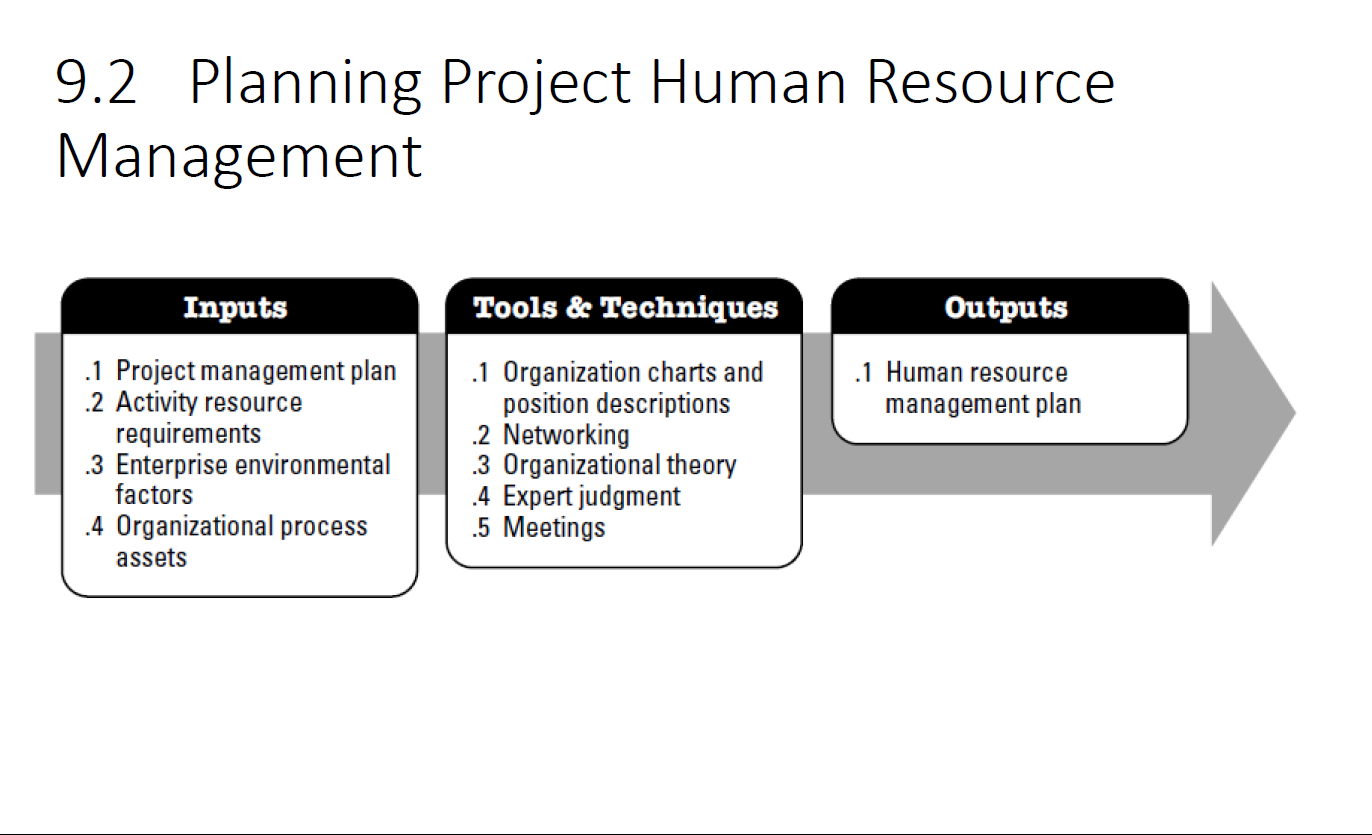 9.2 Planning Project Human Resource
Management
Inputs
.1 Project management plan
.2 Activity resource
requirements
.3 Enterprise environmental
factors
.4 Organizational process
assets
Tools & Techniques
.1 Organization charts and
position descriptions
.2 Networking
.3 Organizational theory
.4 Expert judgment
.5 Meetings
Outputs
.1 Human resource
management plan